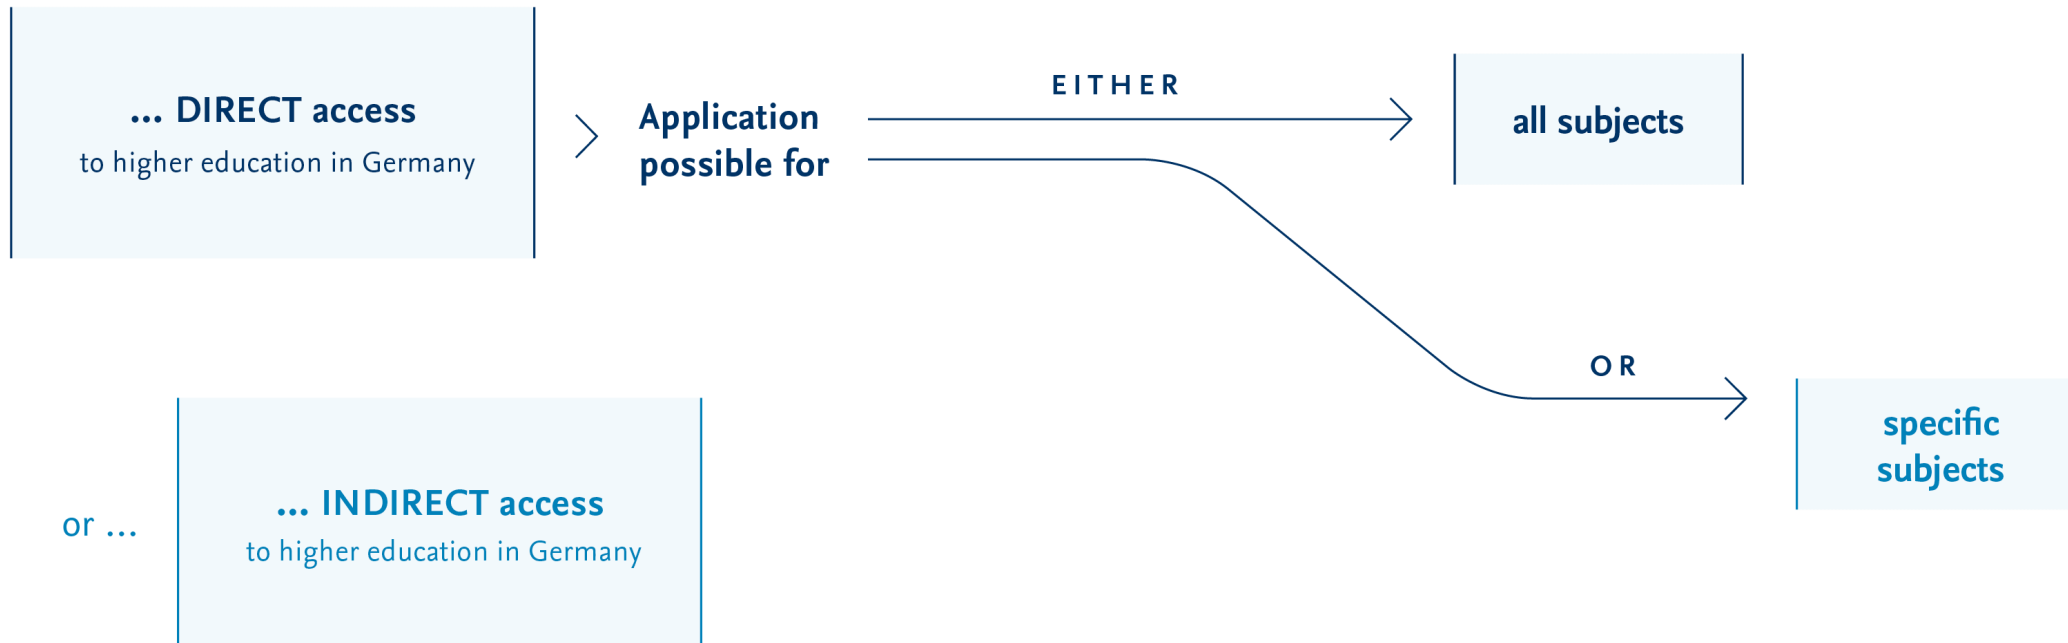 ... DIRECT access
to higher education in Germany
Application
possible for
EITHER
all subjects
OR
specific
subjects
or ...
... INDIRECT access
to higher education in Germany